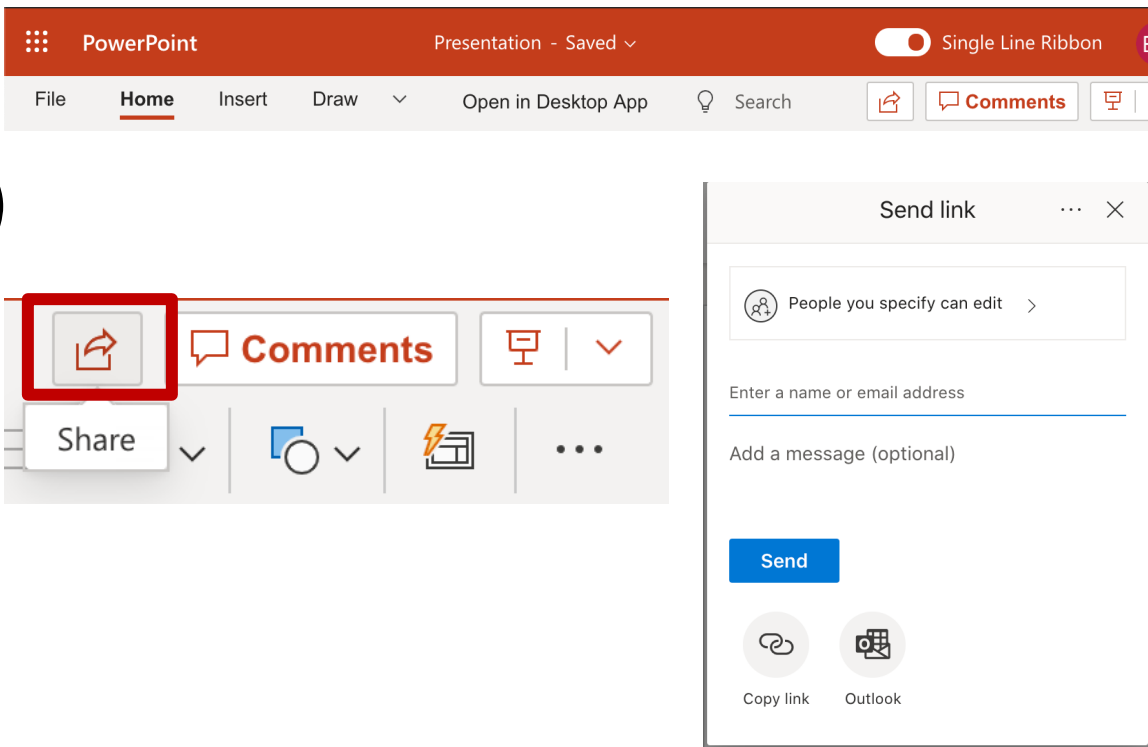 PowerPoint Presentation - Saved Single Line Ribbon
File Home Insert Draw Open in Desktop App Search Comments
)
Comments
Share
Send link
People you specify can edit
Enter a name or email address
Add a message (optional)
Send
Copy link Outlook